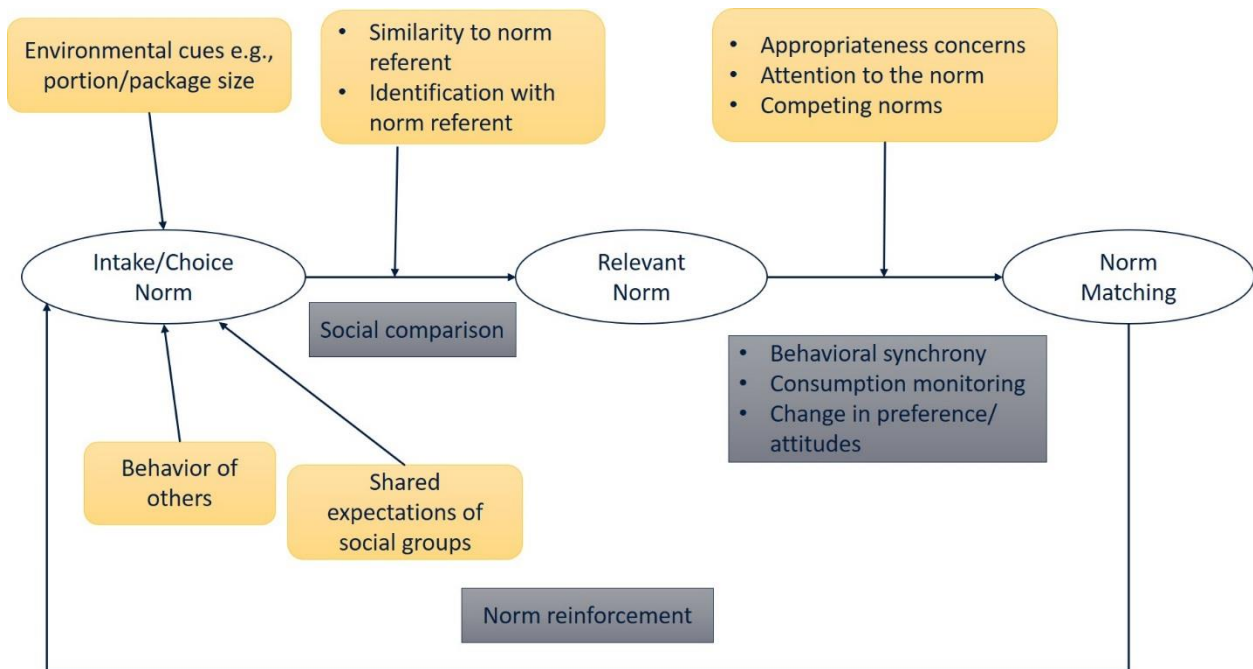 Environmental cues e.g.,
portion/package size
• Similarity to norm
referent
• Identification with
norm referent
• Appropriateness concerns
• Attention to the norm
• Competing norms
Intake/Choice
Norm
Relevant
Norm
Norm
Matching
Social comparison
• Behavioral synchrony
• Consumption monitoring
• Change in preference/
attitudes
Behavior of
others
Shared
expectations of
social groups
Norm reinforcement